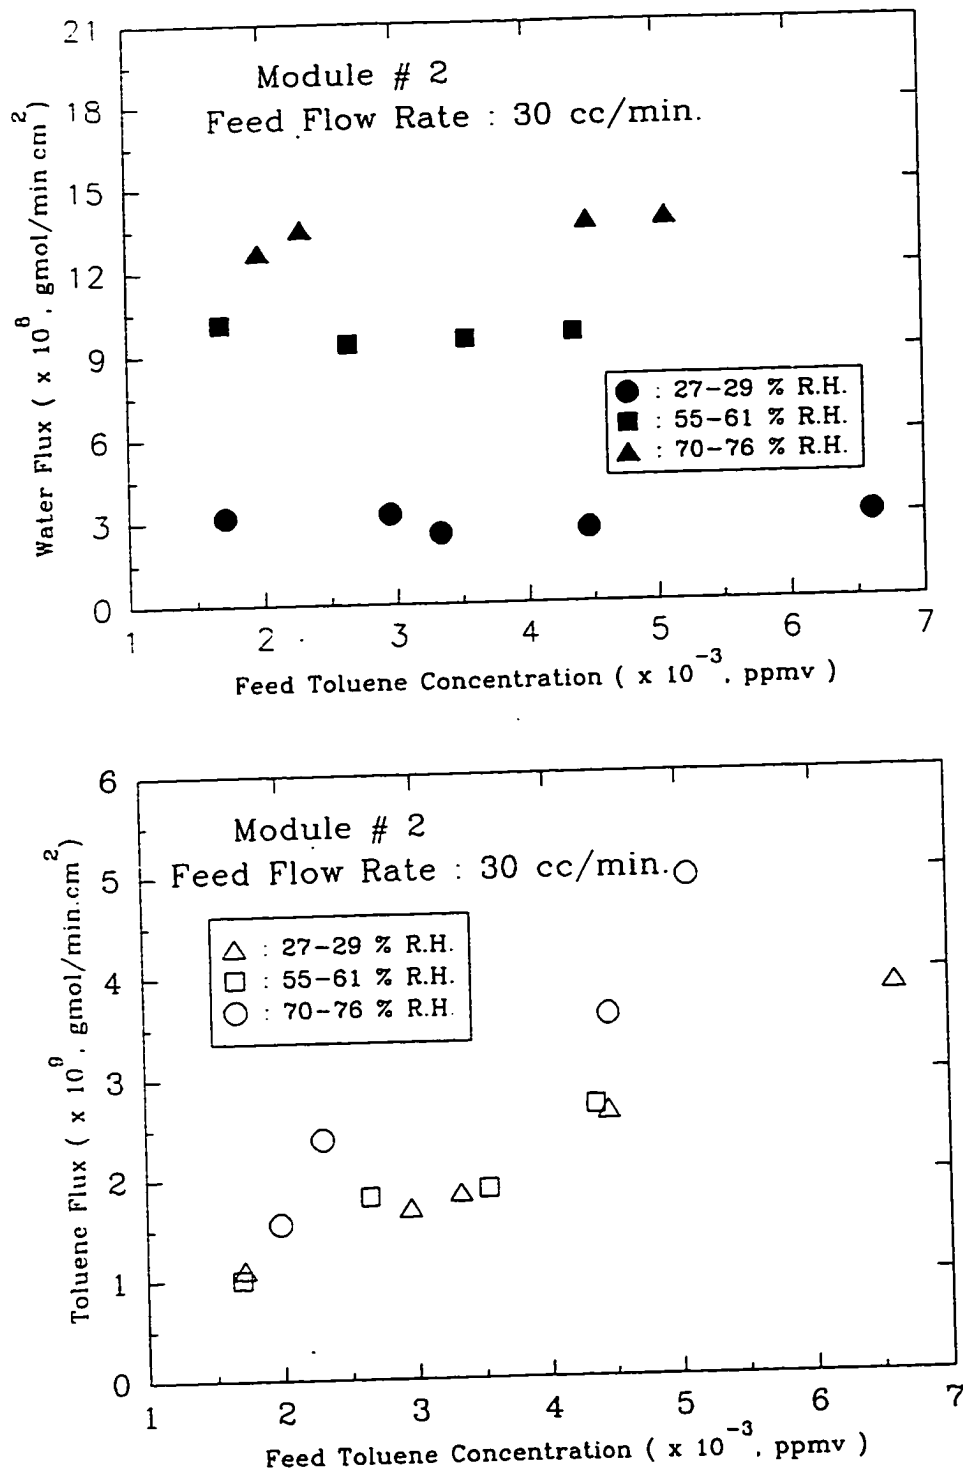 21
18
15
12
9
6
3
0
Water Flux ( x 10^8, gmol/min cm^2 )
Module # 2
Feed Flow Rate : 30 cc/min.
● : 27-29 % R.H.
■ : 55-61 % R.H.
▲ : 70-76 % R.H.
1 2 3 4 5 6 7
Feed Toluene Concentration ( x 10^-3, ppmv )
6
5
4
3
2
1
0
Toluene Flux ( x 10^9, gmol/min.cm^2 )
Module # 2
Feed Flow Rate : 30 cc/min.
△ : 27-29 % R.H.
□ : 55-61 % R.H.
○ : 70-76 % R.H.
1 2 3 4 5 6 7
Feed Toluene Concentration ( x 10^-3, ppmv )